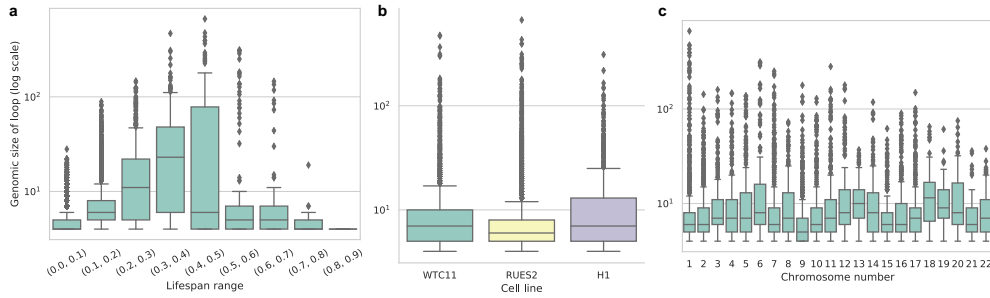 a
b
c
Genomic size of loop (log scale)
10²
10¹
(0.0, 0.1)
(0.1, 0.2)
(0.2, 0.3)
(0.3, 0.4)
(0.4, 0.5)
(0.5, 0.6)
(0.6, 0.7)
(0.7, 0.8)
(0.8, 0.9)
Lifespan range
10²
10¹
WTC11 RUES2 H1
Cell line
10²
10¹
1 2 3 4 5 6 7 8 9 10 11 12 13 14 15 16 17 18 19 20 21 22
Chromosome number